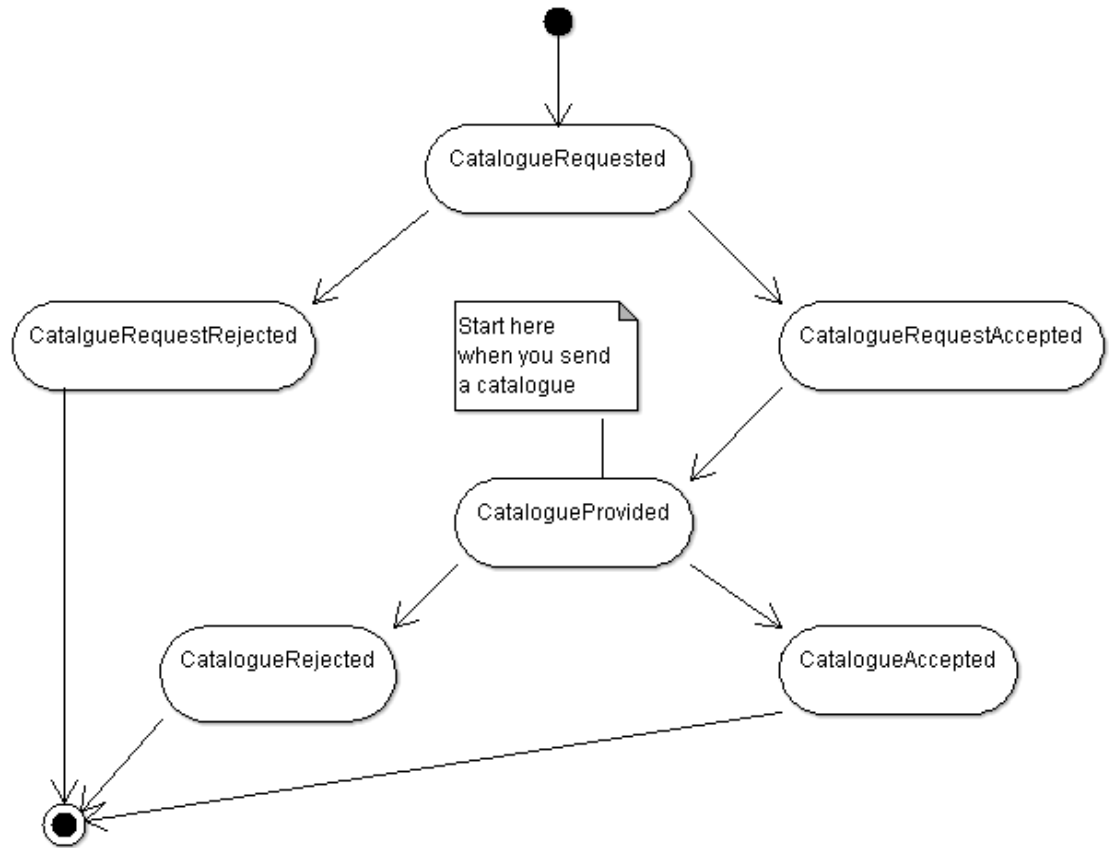 CatalogueRequested
CatalgueRequestRejected
Start here
when you send
a catalogue
CatalogueRequestAccepted
CatalogueProvided
CatalogueRejected
CatalogueAccepted